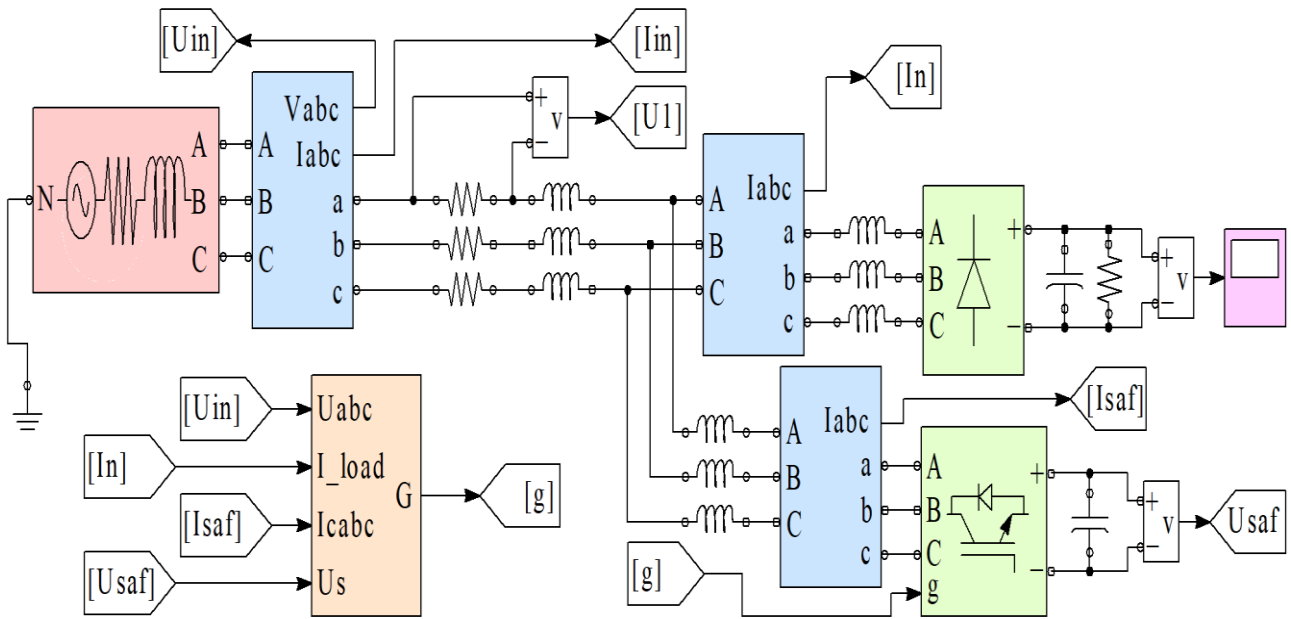 [Uin]
[Iin]
[In]
Vabc
Iabc
+
v
−
[U1]
N
A
B
C
A
B
C
a
b
c
Iabc
A
B
C
a
b
c
A
B
C
+
−
+
v
−
[Uin]
[In]
[Isaf]
[Usaf]
Uabc
I_load
Icabc
Us
G
[g]
[g]
Iabc
A
B
C
a
b
c
[Isaf]
A
B
C
g
+
−
+
v
−
Usaf